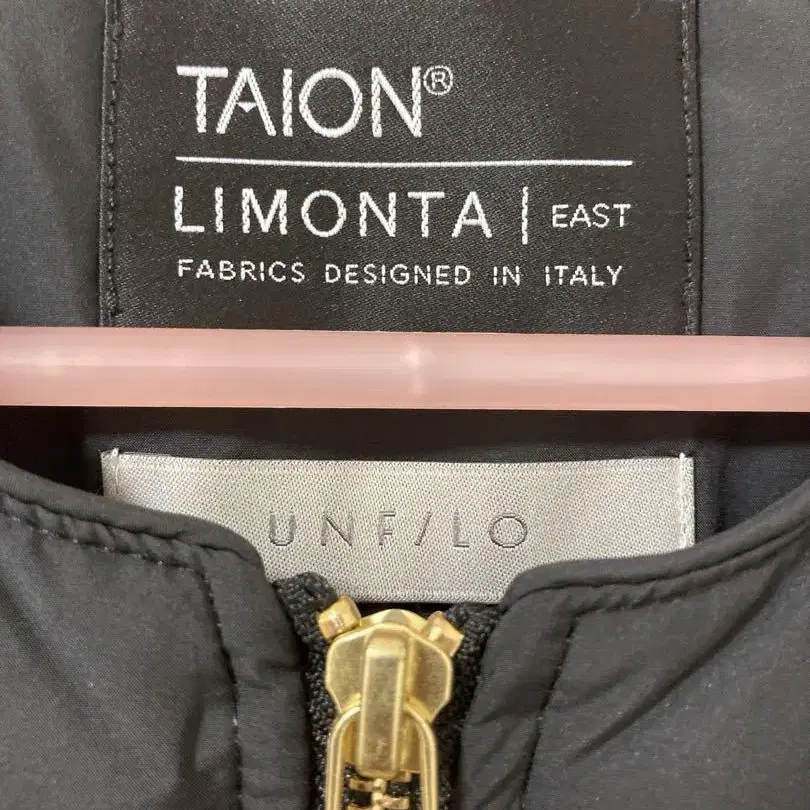 TAION®
LIMONTA | EAST
FABRICS DESIGNED IN ITALY
UNF/LO